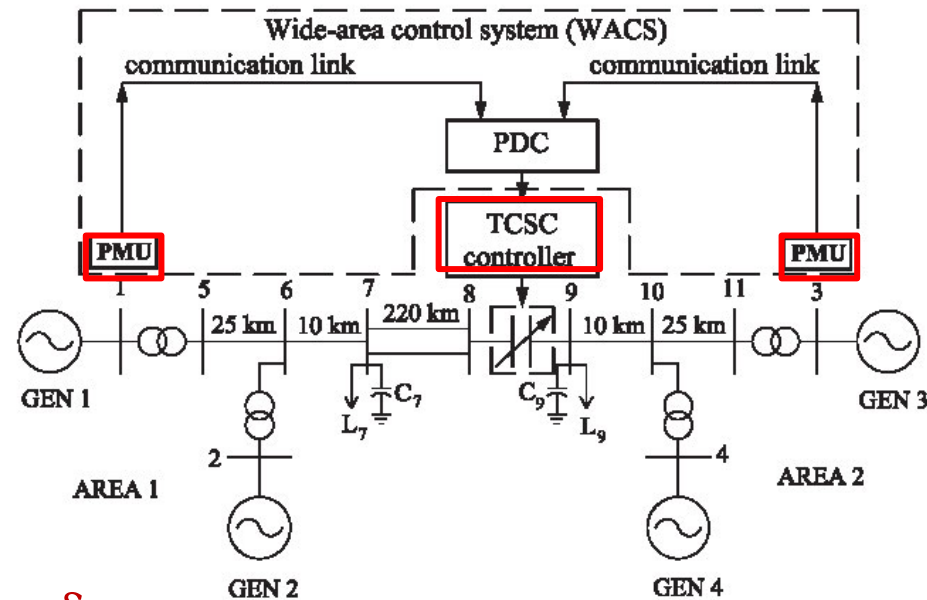 Wide-area control system (WACS)
communication link
communication link
PDC
TCSC
controller
PMU
PMU
1
5
6
7
8
9
10
11
3
25 km
10 km
220 km
10 km
25 km
GEN 1
L7
C7
C9
L9
GEN 3
2
4
AREA 1
AREA 2
GEN 2
GEN 4